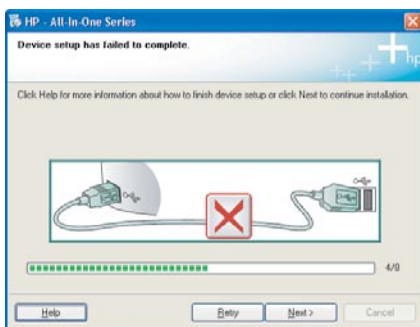 HP - All-In-One Series
Device setup has failed to complete.
hp
Click Help for more information about how to finish device setup or click Next to continue installation.
4/8
Help
Retry
Next >
Cancel